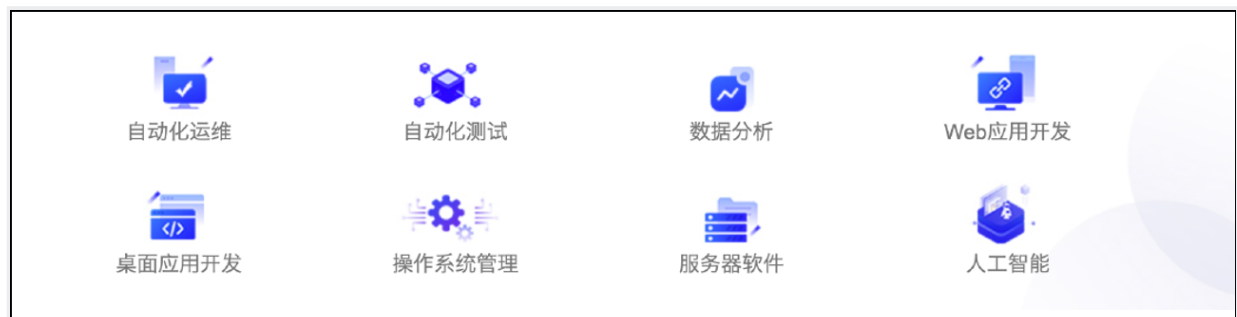 自动化运维
自动化测试
数据分析
Web应用开发
桌面应用开发
操作系统管理
服务器软件
人工智能